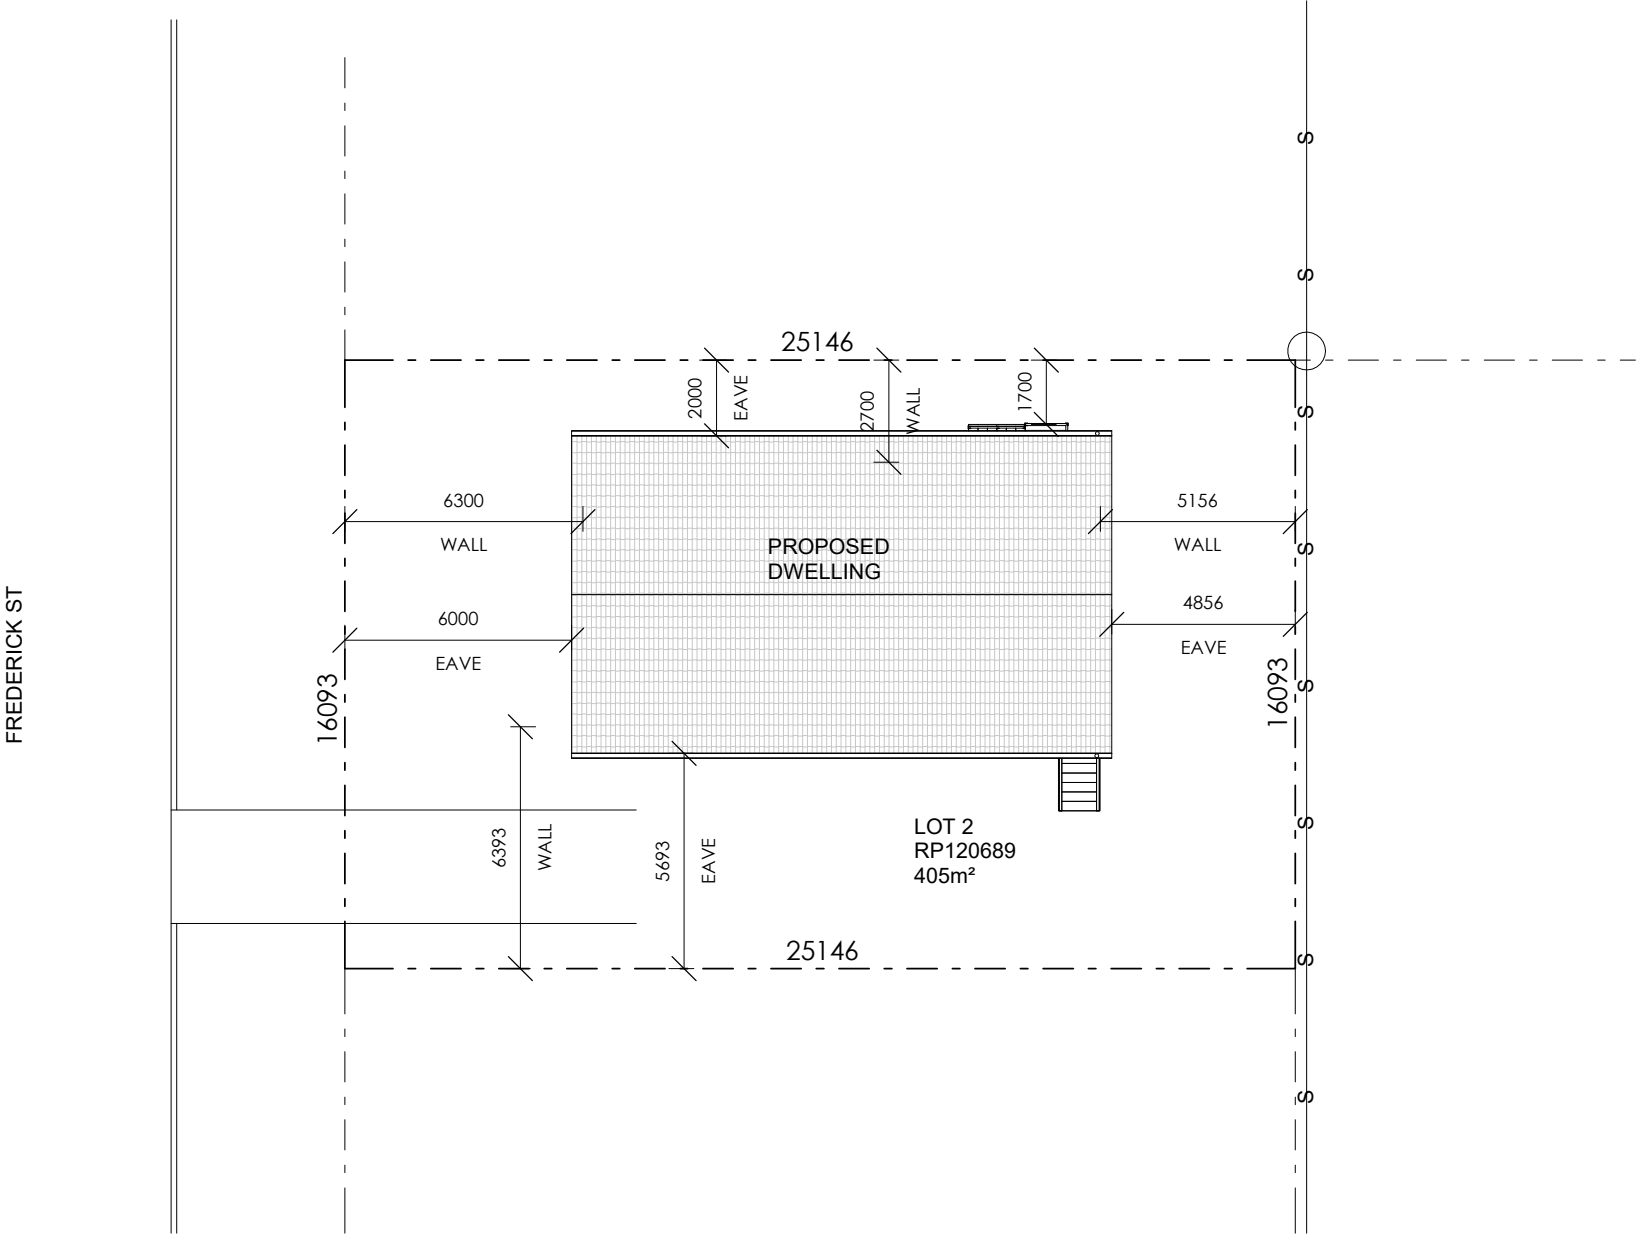 S
S
25146
2000
EAVE
2700
WALL
1700
S
6300
WALL
5156
WALL
S
PROPOSED
DWELLING
FREDERICK ST
6000
EAVE
4856
EAVE
16093
16093
S
6393
WALL
5693
EAVE
LOT 2
RP120689
405m²
S
25146
S
S